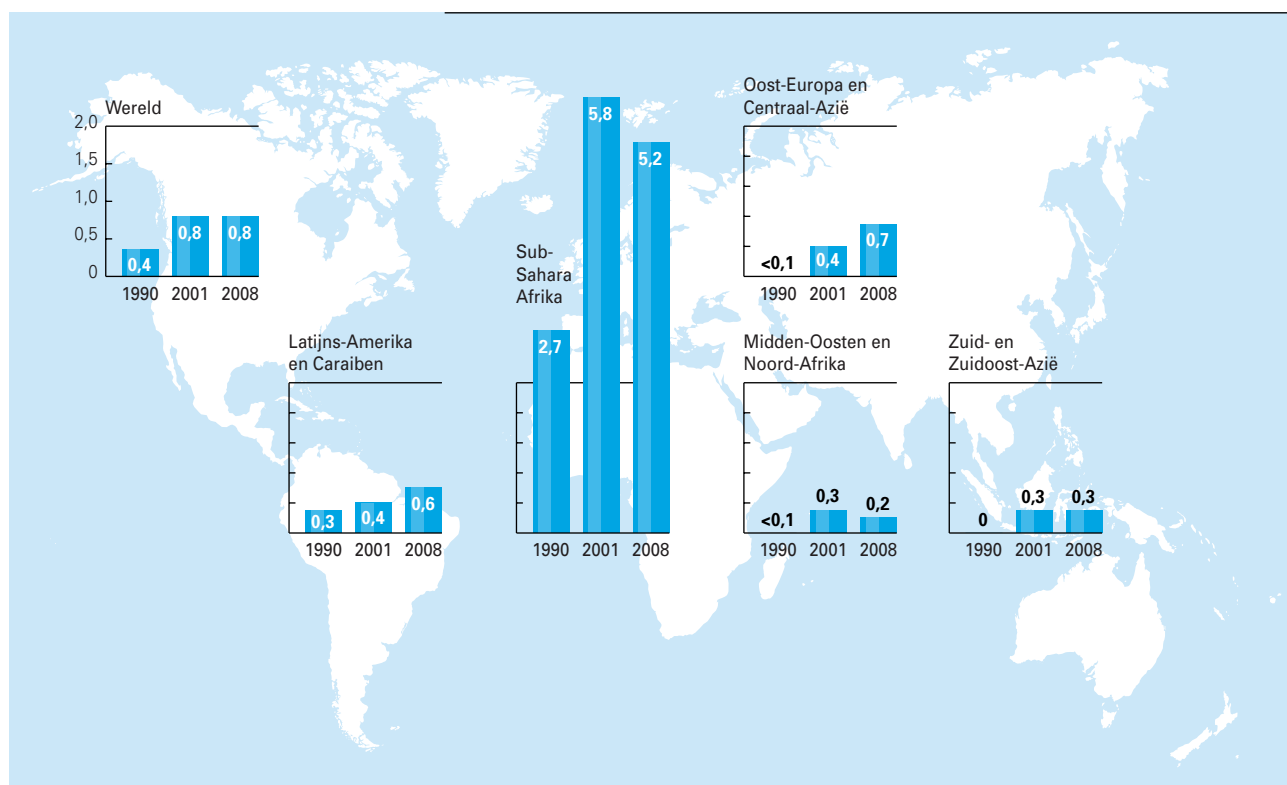 Wereld
2,0
1,5
1,0
0,5
0
0,4
0,8
0,8
1990 2001 2008
Latijns-Amerika
en Caraiben
0,3
0,4
0,6
1990 2001 2008
Sub-
Sahara
Afrika
2,7
5,8
5,2
1990 2001 2008
Oost-Europa en
Centraal-Azië
<0,1
0,4
0,7
1990 2001 2008
Midden-Oosten en
Noord-Afrika
<0,1
0,3
0,2
1990 2001 2008
Zuid- en
Zuidoost-Azië
0
0,3
0,3
1990 2001 2008